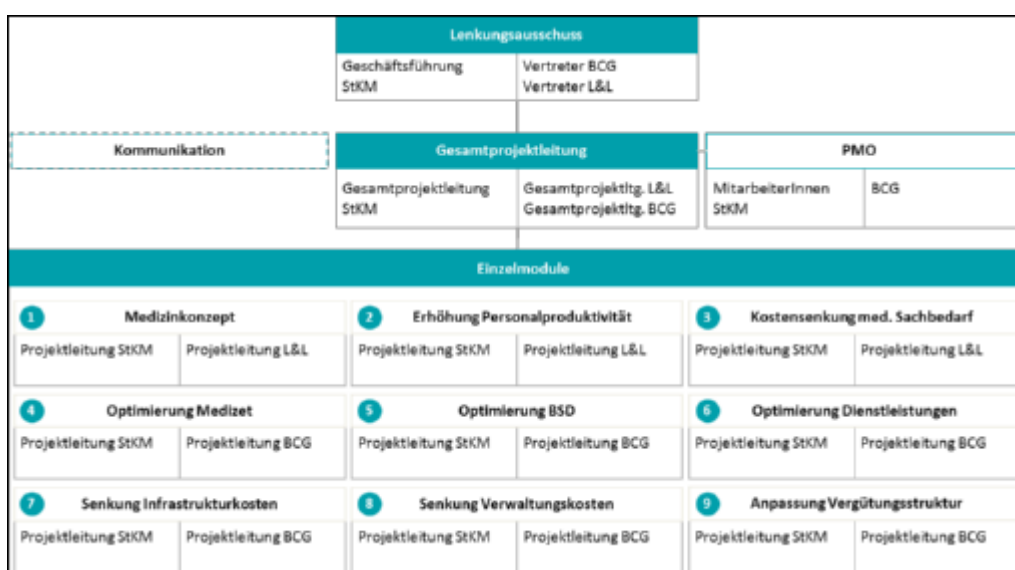 Lenkungsausschuss
Geschäftsführung
StKM
Vertreter BCG
Vertreter L&L
Kommunikation
Gesamtprojektleitung
PMO
Gesamtprojektleitung
StKM
Gesamtprojektltg. L&L
Gesamtprojektltg. BCG
MitarbeiterInnen
StKM
BCG
Einzelmodule
1 Medizinkonzept
Projektleitung StKM
Projektleitung L&L
2 Erhöhung Personalproduktivität
Projektleitung StKM
Projektleitung L&L
3 Kostensenkung med. Sachbedarf
Projektleitung StKM
Projektleitung L&L
4 Optimierung Medizet
Projektleitung StKM
Projektleitung BCG
5 Optimierung BSD
Projektleitung StKM
Projektleitung BCG
6 Optimierung Dienstleistungen
Projektleitung StKM
Projektleitung BCG
7 Senkung Infrastrukturkosten
Projektleitung StKM
Projektleitung BCG
8 Senkung Verwaltungskosten
Projektleitung StKM
Projektleitung BCG
9 Anpassung Vergütungsstruktur
Projektleitung StKM
Projektleitung BCG